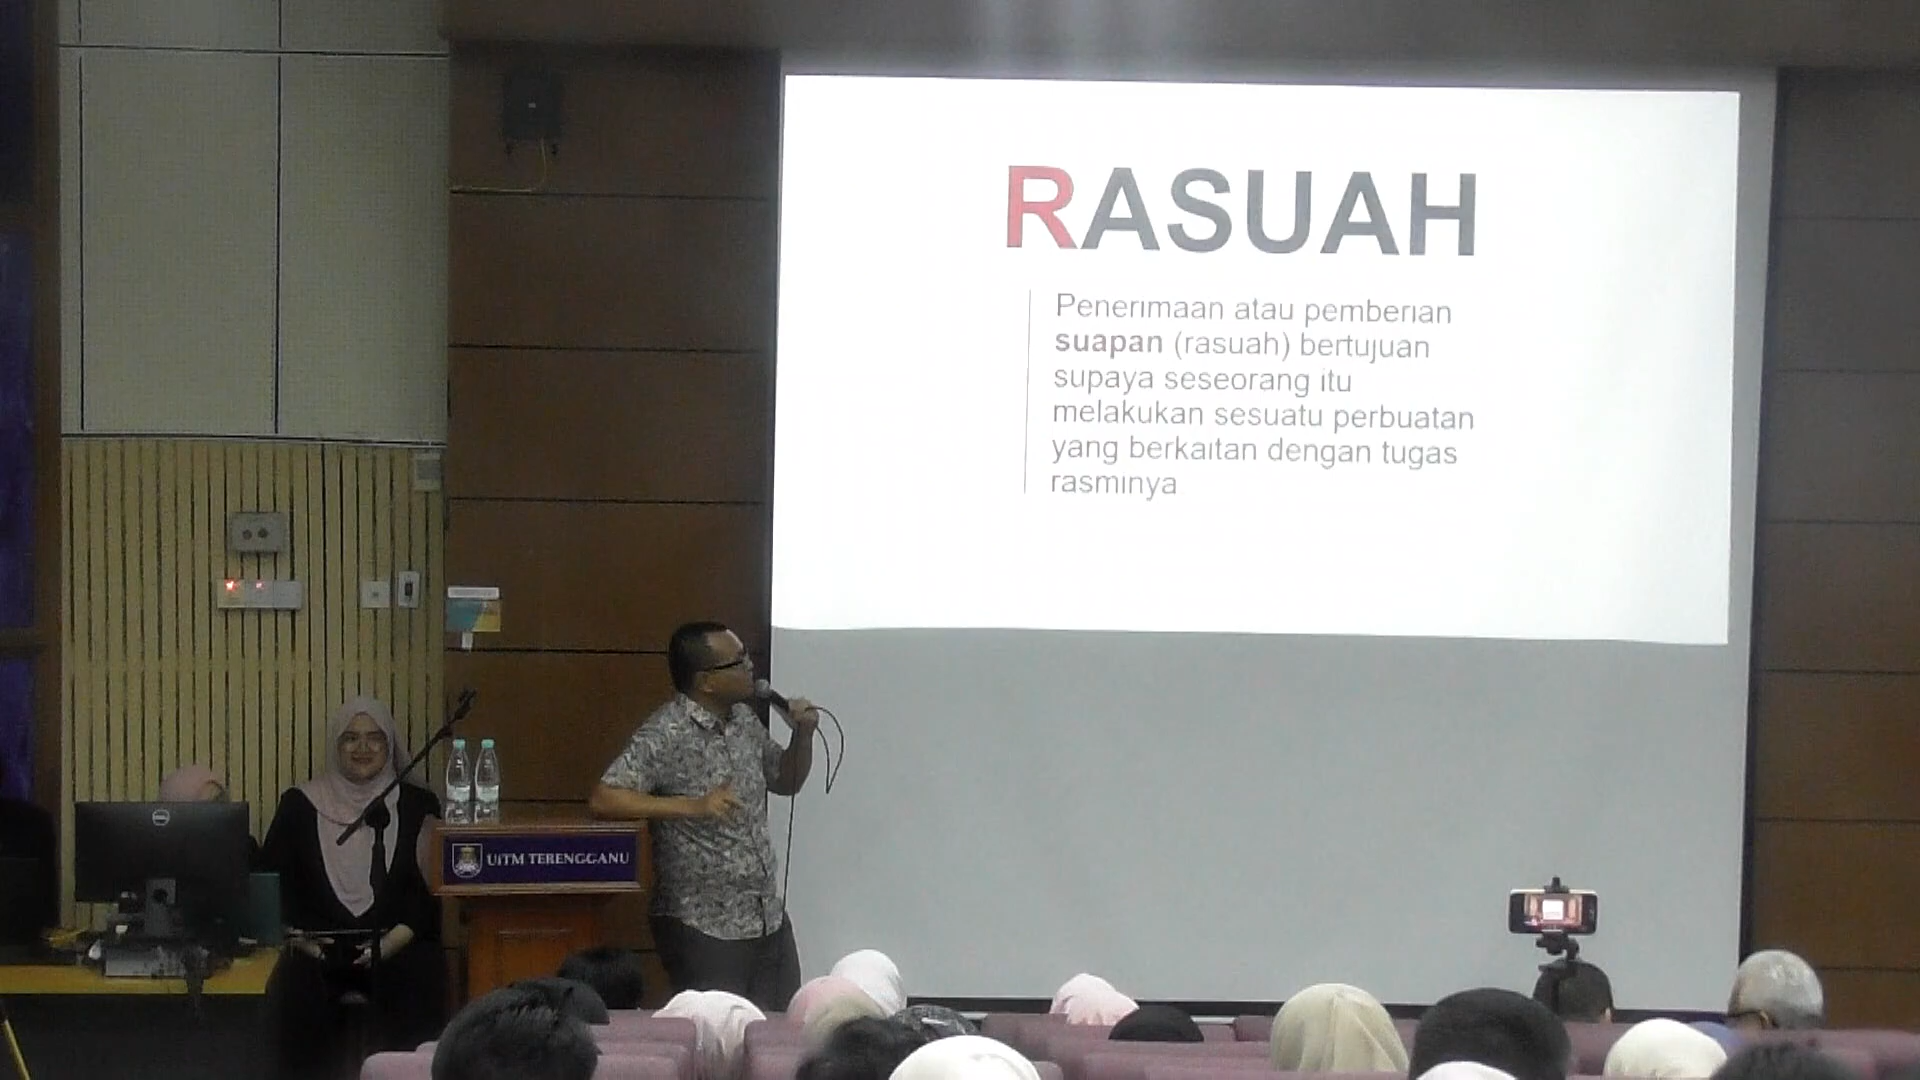 RASUAH
Penerimaan atau pemberian
suapan (rasuah) bertujuan
supaya seseorang itu
melakukan sesuatu perbuatan
yang berkaitan dengan tugas
rasminya
UiTM TERENGGANU
DELL